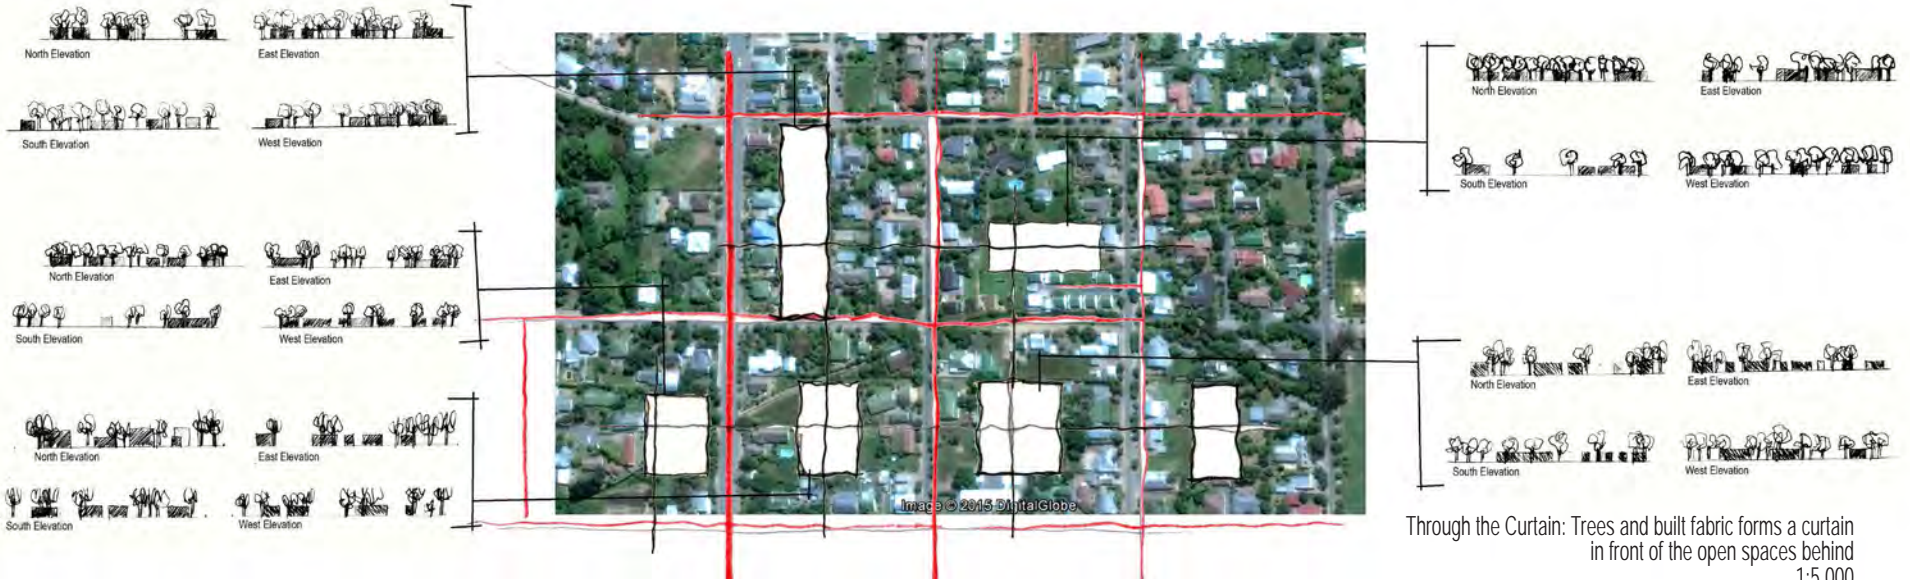 North Elevation
East Elevation
South Elevation
West Elevation
North Elevation
East Elevation
South Elevation
West Elevation
North Elevation
East Elevation
South Elevation
West Elevation
Image © 2015 DigitalGlobe
North Elevation
East Elevation
South Elevation
West Elevation
North Elevation
East Elevation
South Elevation
West Elevation
Through the Curtain: Trees and built fabric forms a curtain
in front of the open spaces behind
1:5 000